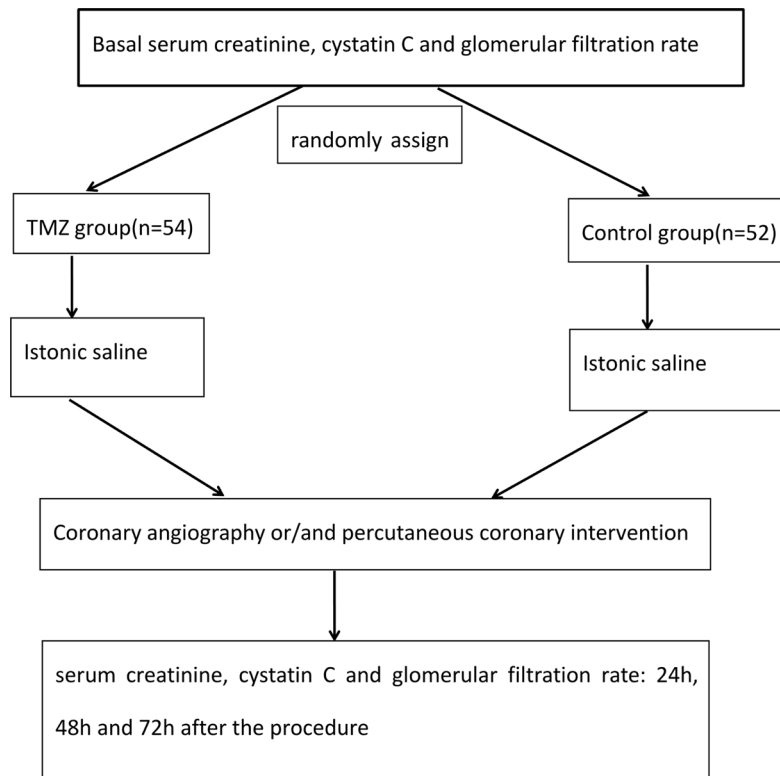 Basal serum creatinine, cystatin C and glomerular filtration rate
randomly assign
TMZ group(n=54)
Control group(n=52)
Istonic saline
Istonic saline
Coronary angiography or/and percutaneous coronary intervention
serum creatinine, cystatin C and glomerular filtration rate: 24h,
48h and 72h after the procedure